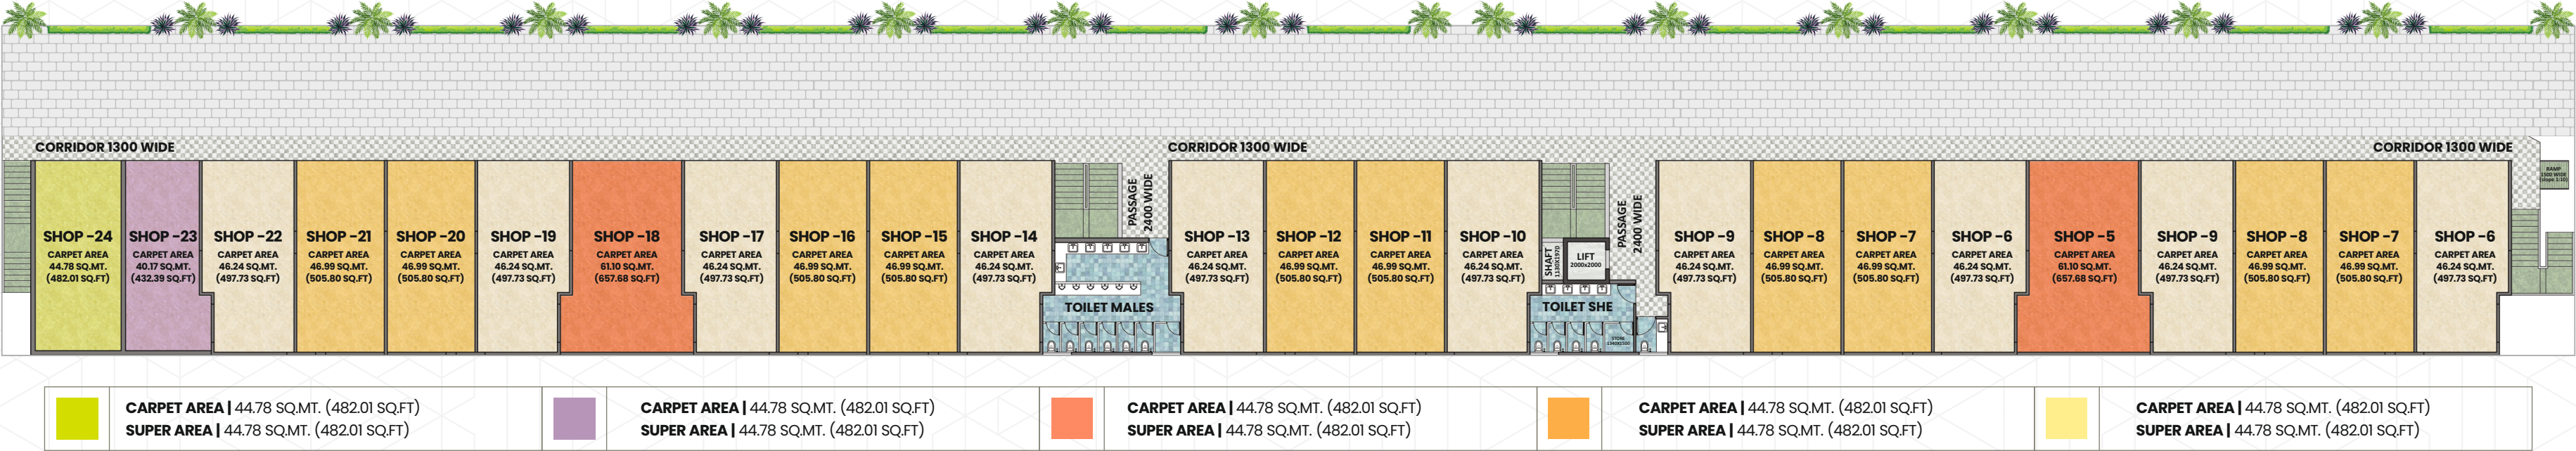 CORRIDOR 1300 WIDE
CORRIDOR 1300 WIDE
CORRIDOR 1300 WIDE
SHOP -24
CARPET AREA
44.78 SQ.MT.
(482.01 SQ.FT)
SHOP -23
CARPET AREA
40.17 SQ.MT.
(432.39 SQ.FT)
SHOP -22
CARPET AREA
46.24 SQ.MT.
(497.73 SQ.FT)
SHOP -21
CARPET AREA
46.99 SQ.MT.
(505.80 SQ.FT)
SHOP -20
CARPET AREA
46.99 SQ.MT.
(505.80 SQ.FT)
SHOP -19
CARPET AREA
46.24 SQ.MT.
(497.73 SQ.FT)
SHOP -18
CARPET AREA
61.10 SQ.MT.
(657.68 SQ.FT)
SHOP -17
CARPET AREA
46.24 SQ.MT.
(497.73 SQ.FT)
SHOP -16
CARPET AREA
46.99 SQ.MT.
(505.80 SQ.FT)
SHOP -15
CARPET AREA
46.99 SQ.MT.
(505.80 SQ.FT)
SHOP -14
CARPET AREA
46.24 SQ.MT.
(497.73 SQ.FT)
PASSAGE
2400 WIDE
TOILET MALES
SHOP -13
CARPET AREA
46.24 SQ.MT.
(497.73 SQ.FT)
SHOP -12
CARPET AREA
46.99 SQ.MT.
(505.80 SQ.FT)
SHOP -11
CARPET AREA
46.99 SQ.MT.
(505.80 SQ.FT)
SHOP -10
CARPET AREA
46.24 SQ.MT.
(497.73 SQ.FT)
SHAFT
1130X1970
LIFT
2000x2000
PASSAGE
2400 WIDE
TOILET SHE
STORE
SHOP -9
CARPET AREA
46.24 SQ.MT.
(497.73 SQ.FT)
SHOP -8
CARPET AREA
46.99 SQ.MT.
(505.80 SQ.FT)
SHOP -7
CARPET AREA
46.99 SQ.MT.
(505.80 SQ.FT)
SHOP -6
CARPET AREA
46.24 SQ.MT.
(497.73 SQ.FT)
SHOP -5
CARPET AREA
61.10 SQ.MT.
(657.68 SQ.FT)
SHOP -9
CARPET AREA
46.24 SQ.MT.
(497.73 SQ.FT)
SHOP -8
CARPET AREA
46.99 SQ.MT.
(505.80 SQ.FT)
SHOP -7
CARPET AREA
46.99 SQ.MT.
(505.80 SQ.FT)
SHOP -6
CARPET AREA
46.24 SQ.MT.
(497.73 SQ.FT)
RAMP
1500 WIDE
(slope 1:10)
CARPET AREA | 44.78 SQ.MT. (482.01 SQ.FT)
SUPER AREA | 44.78 SQ.MT. (482.01 SQ.FT)
CARPET AREA | 44.78 SQ.MT. (482.01 SQ.FT)
SUPER AREA | 44.78 SQ.MT. (482.01 SQ.FT)
CARPET AREA | 44.78 SQ.MT. (482.01 SQ.FT)
SUPER AREA | 44.78 SQ.MT. (482.01 SQ.FT)
CARPET AREA | 44.78 SQ.MT. (482.01 SQ.FT)
SUPER AREA | 44.78 SQ.MT. (482.01 SQ.FT)
CARPET AREA | 44.78 SQ.MT. (482.01 SQ.FT)
SUPER AREA | 44.78 SQ.MT. (482.01 SQ.FT)